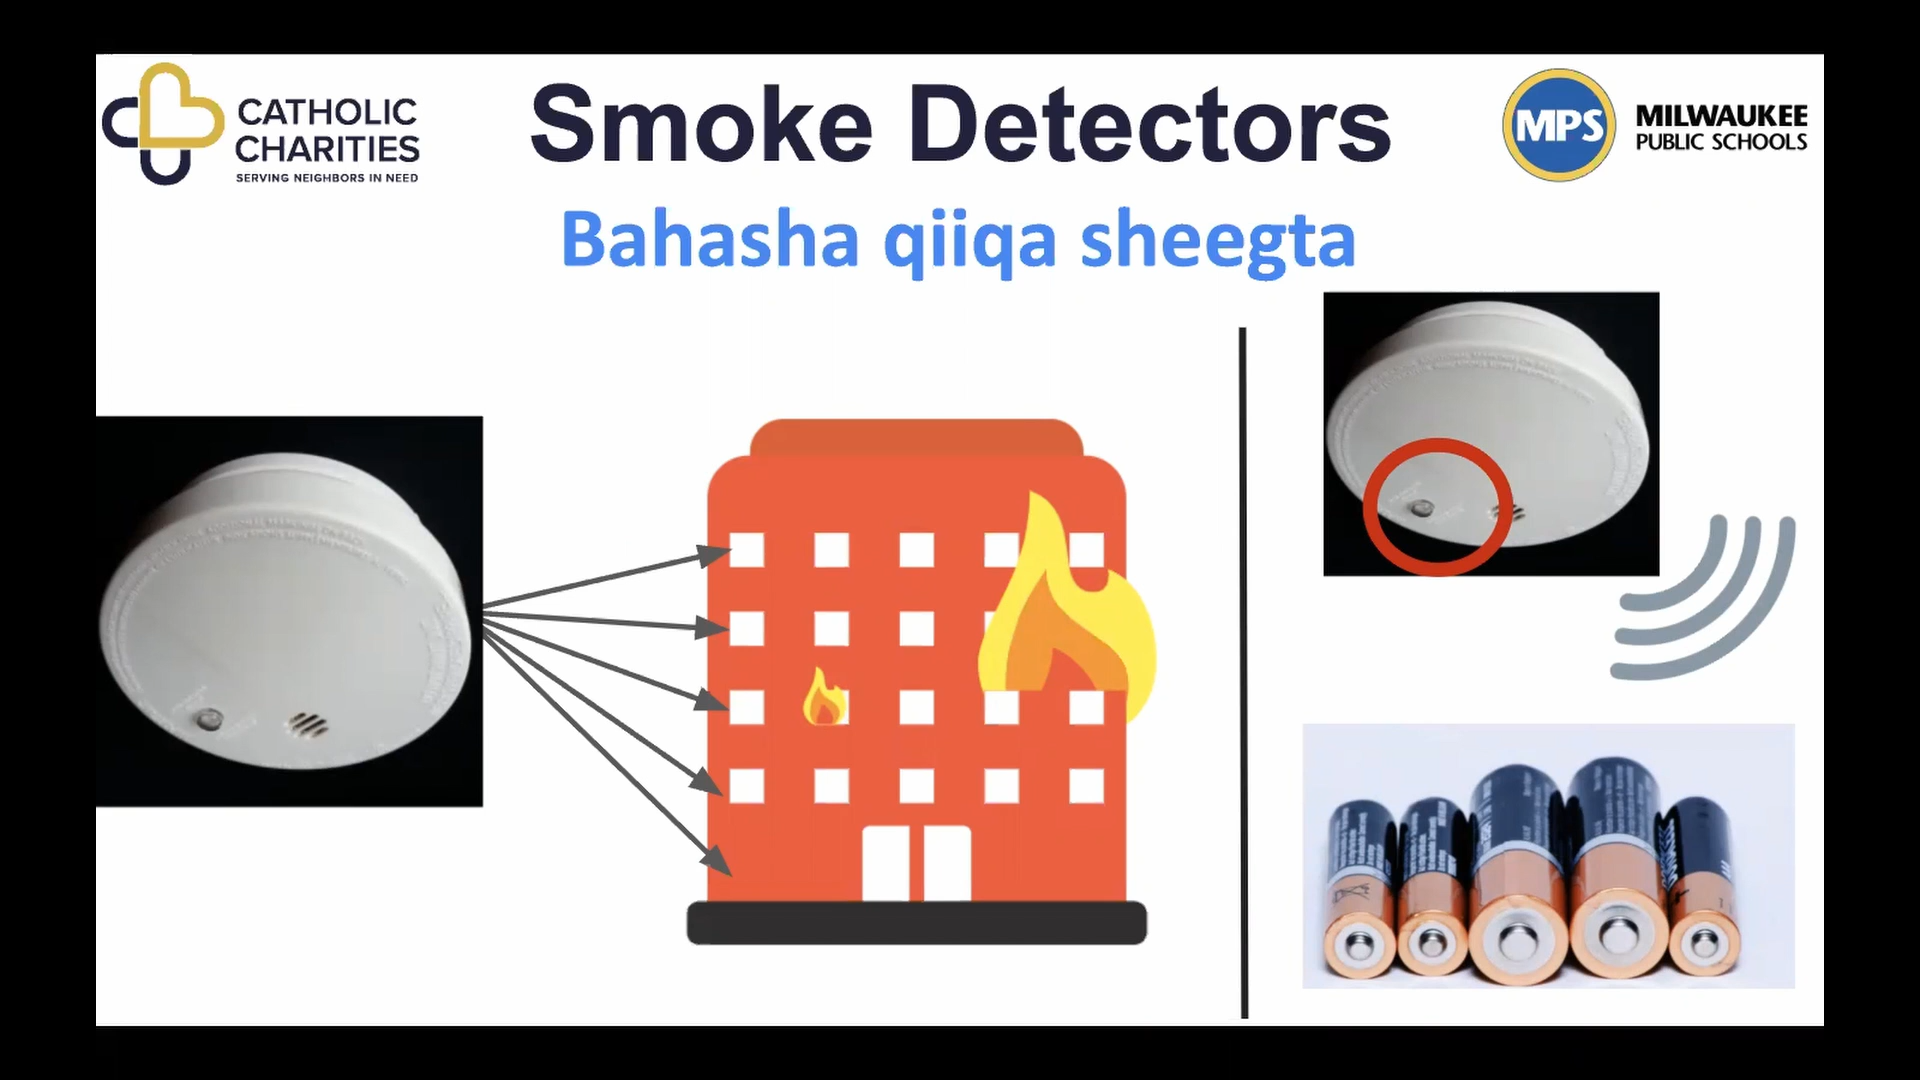 CATHOLIC
CHARITIES
SERVING NEIGHBORS IN NEED
Smoke Detectors
MPS
MILWAUKEE
PUBLIC SCHOOLS
Bahasha qiiqa sheegta